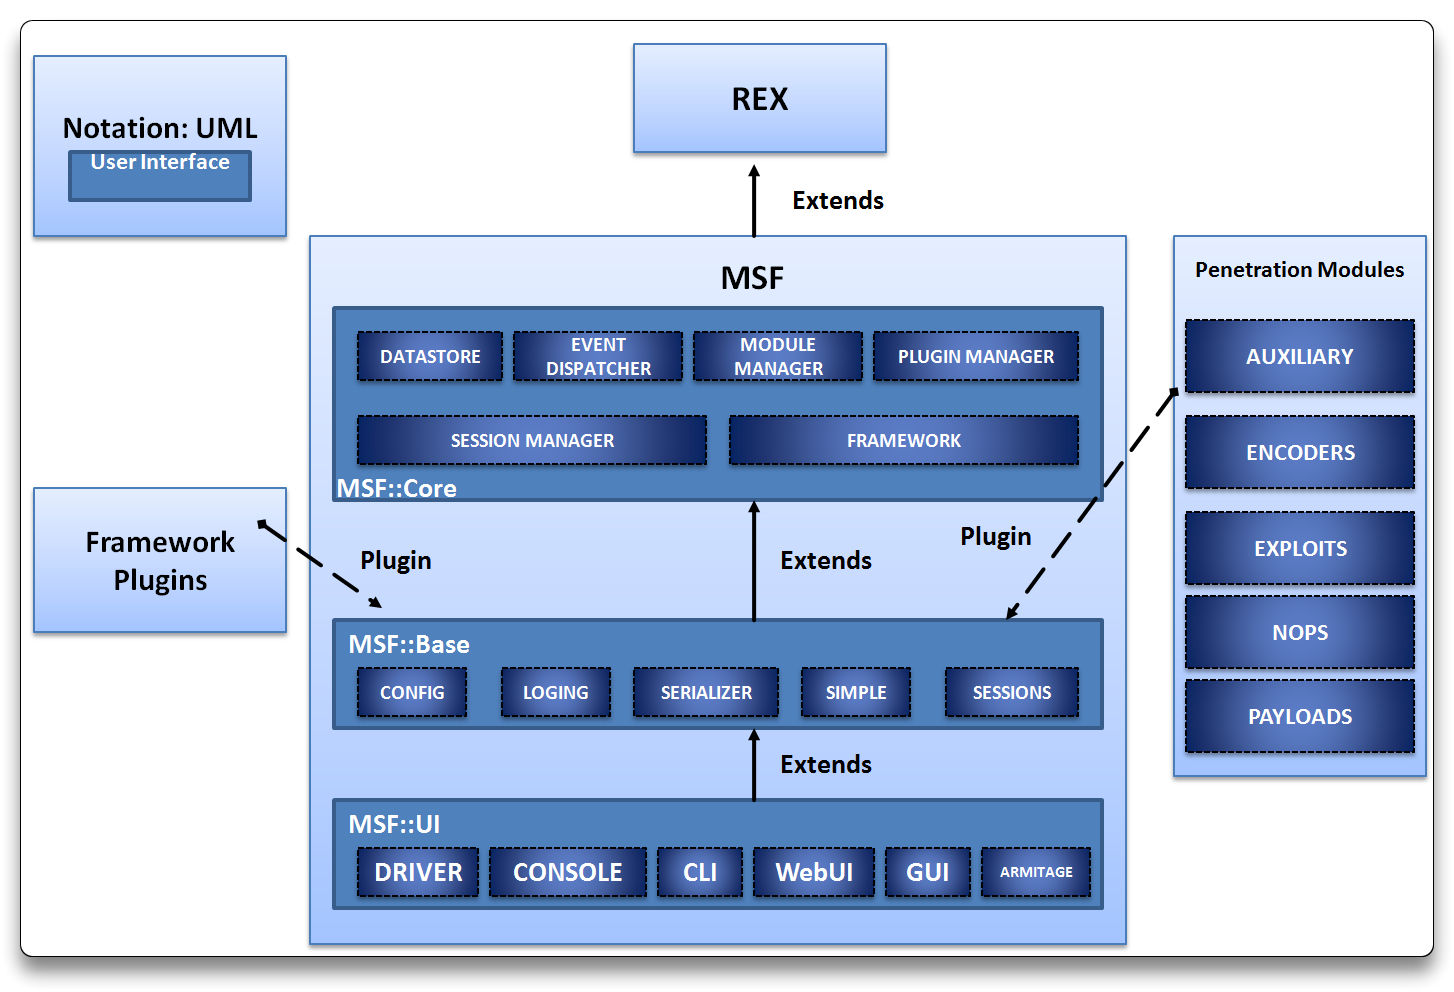 Notation: UML
User Interface
REX
Extends
MSF
DATASTORE
EVENT
DISPATCHER
MODULE
MANAGER
PLUGIN MANAGER
SESSION MANAGER
FRAMEWORK
MSF::Core
Framework
Plugins
Plugin
Extends
Plugin
MSF::Base
CONFIG
LOGING
SERIALIZER
SIMPLE
SESSIONS
Extends
MSF::UI
DRIVER
CONSOLE
CLI
WebUI
GUI
ARMITAGE
Penetration Modules
AUXILIARY
ENCODERS
EXPLOITS
NOPS
PAYLOADS